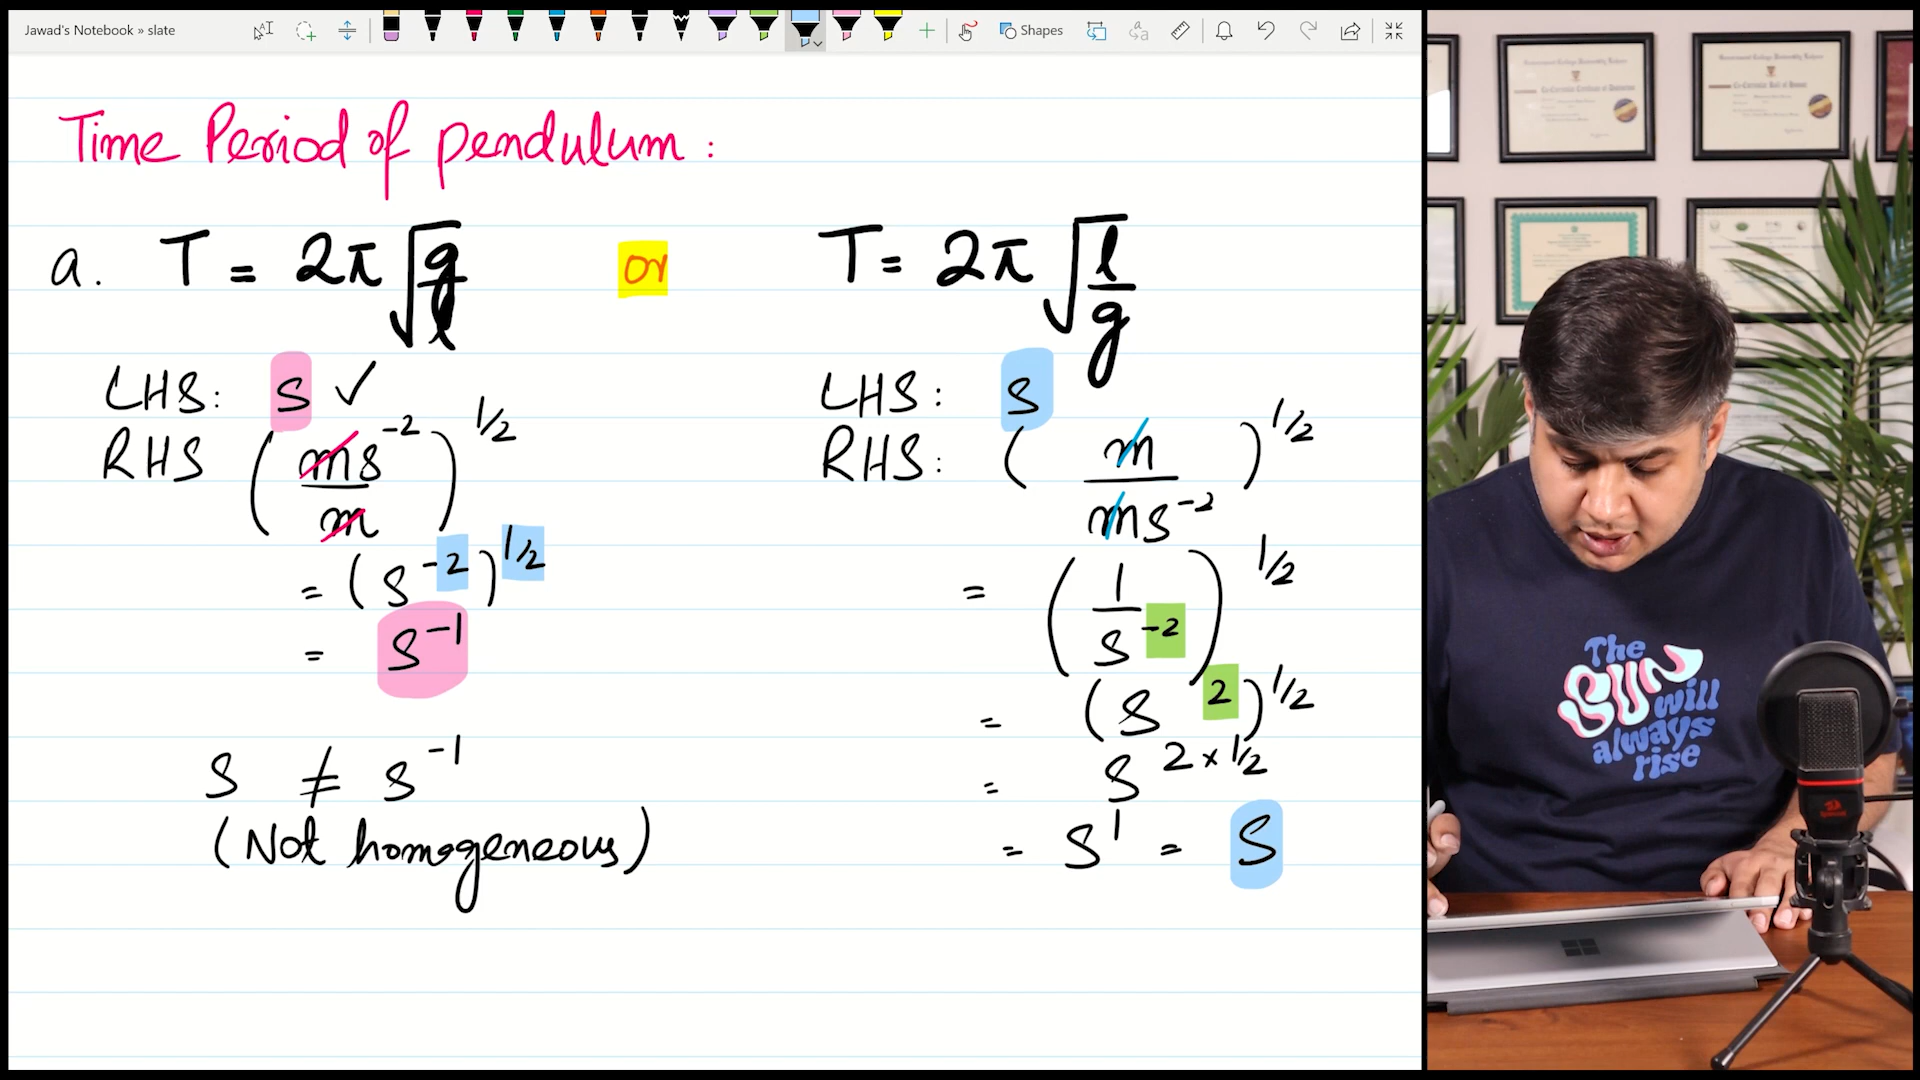 Jawad's Notebook » slate
Shapes
Time Period of pendulum :
a. T = 2π √(g/l) or T = 2π √(l/g)
LHS: s ✓
RHS (ms⁻²/m)^1/2
= (s⁻²)^1/2
= s⁻¹
s ≠ s⁻¹
(Not homogeneous)
LHS: s
RHS: (m/ms⁻²)^1/2
= (1/s⁻²)^1/2
= (s²)^1/2
= s^2×1/2
= s¹ = s
The
SUN
will
always
rise